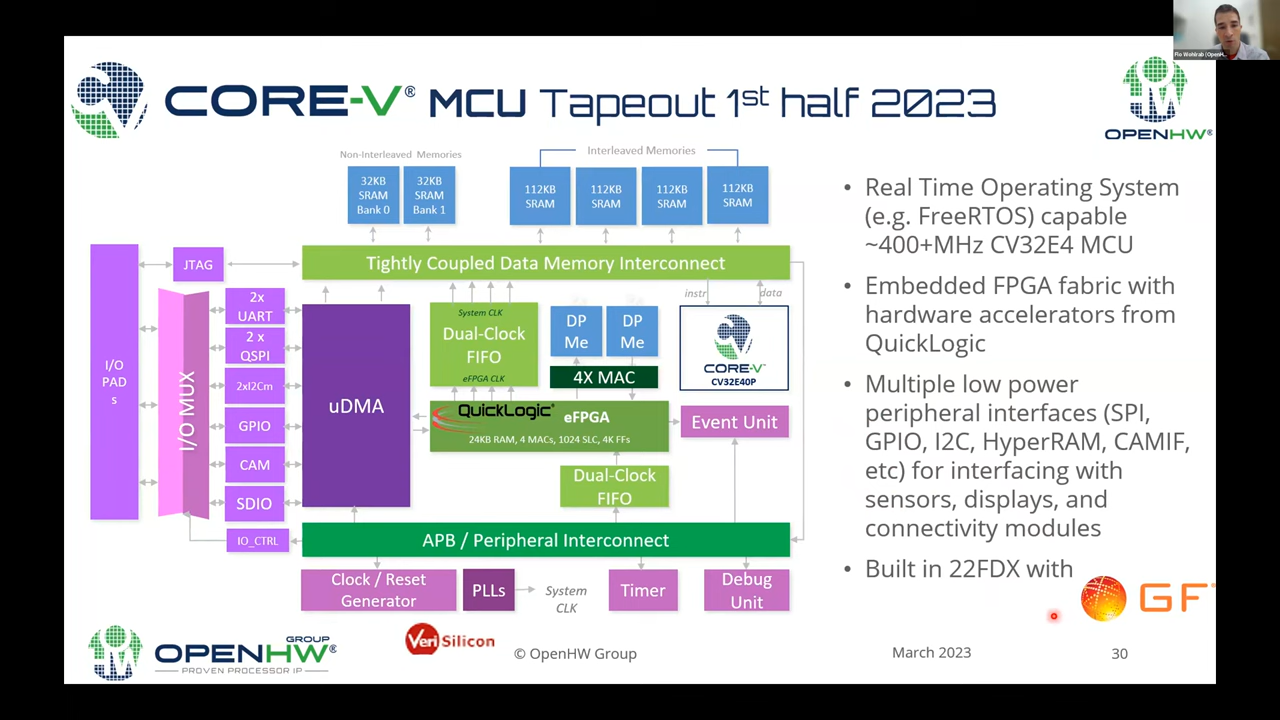 CORE-V® MCU Tapeout 1st half 2023
OPENHW®
Non-Interleaved Memories
Interleaved Memories
32KB
SRAM
Bank 0
32KB
SRAM
Bank 1
112KB
SRAM
112KB
SRAM
112KB
SRAM
112KB
SRAM
JTAG
Tightly Coupled Data Memory Interconnect
I/O
PAD
s
I/O MUX
2x
UART
2 x
QSPI
2xI2Cm
GPIO
CAM
SDIO
IO_CTRL
uDMA
System CLK
Dual-Clock
FIFO
eFPGA CLK
DP
Me
DP
Me
4X MAC
instr
data
CORE-V
CV32E40P
QuickLogic® eFPGA
24KB RAM, 4 MACs, 1024 SLC, 4K FFs
Event Unit
Dual-Clock
FIFO
APB / Peripheral Interconnect
Clock / Reset
Generator
PLLs
System
CLK
Timer
Debug
Unit
• Real Time Operating System
(e.g. FreeRTOS) capable
~400+MHz CV32E4 MCU
• Embedded FPGA fabric with
hardware accelerators from
QuickLogic
• Multiple low power
peripheral interfaces (SPI,
GPIO, I2C, HyperRAM, CAMIF,
etc) for interfacing with
sensors, displays, and
connectivity modules
• Built in 22FDX with
GF
GROUP
OPENHW®
PROVEN PROCESSOR IP
VeriSilicon
© OpenHW Group
March 2023
30